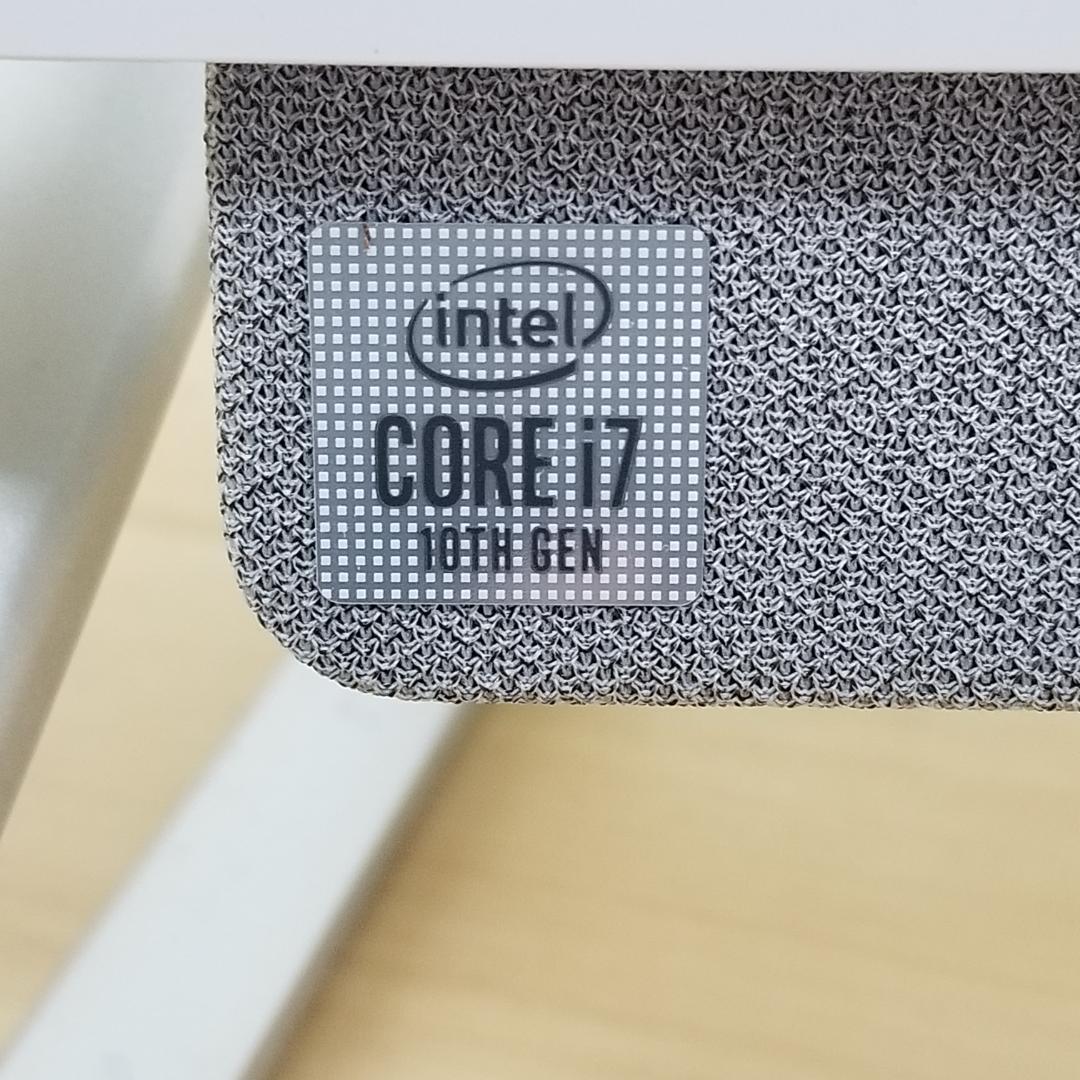 intel
CORE i7
10TH GEN